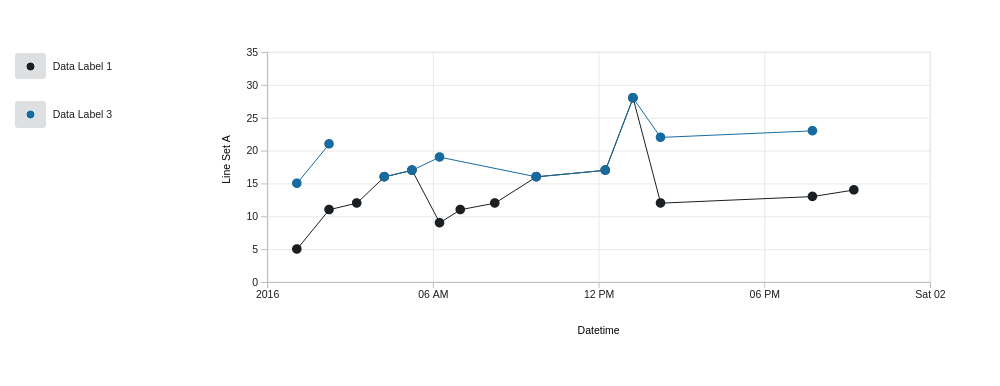 Data Label 1
Data Label 3
Line Set A
35
30
25
20
15
10
5
0
2016
06 AM
12 PM
06 PM
Sat 02
Datetime